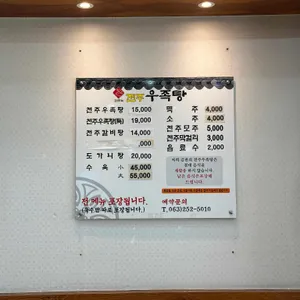 전주우족탕
전주우족탕 15,000
전주우족탕(특) 19,000
전주갈비탕 14,000
,000
도가니탕 20,000
수육 小 45,000
大 55,000
맥주 4,000
소주 4,000
전주모주 5,000
전주막걸리 3,000
음료수 2,000
전 메뉴 포장됩니다.
예약문의
T.063)252-5010